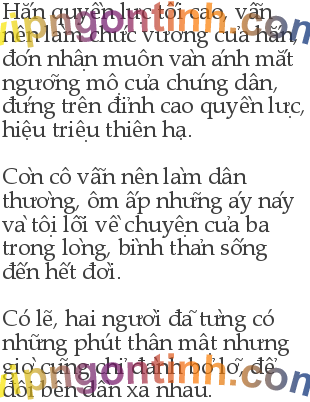 Hắn quyền lực tối cao, vẫn
nên làm chức vương của hắn,
đón nhận muôn vàn ánh mắt
ngưỡng mộ của chúng dân,
đứng trên đỉnh cao quyền lực,
hiệu triệu thiên hạ.
Còn cô vẫn nên làm dân
thường, ôm ấp những áy náy
và tội lỗi về chuyện của ba
trong lòng, bình thản sống
đến hết đời.
Có lẽ, hai người đã từng có
những phút thân mật nhưng
giờ cũng chỉ đành bỏ lỡ, để
đôi bên dần xa nhau.
vipngontinh.com
vipngontinh.com